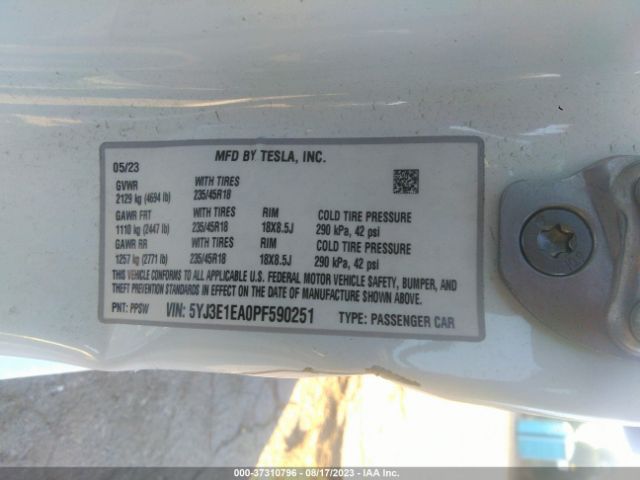 MFD BY TESLA, INC.
05/23
GVWR WITH TIRES
2129 kg (4694 lb) 235/45R18
GAWR FRT WITH TIRES RIM COLD TIRE PRESSURE
1110 kg (2447 lb) 235/45R18 18X8.5J 290 kPa, 42 psi
GAWR RR WITH TIRES RIM COLD TIRE PRESSURE
1257 kg (2771 lb) 235/45R18 18X8.5J 290 kPa, 42 psi
THIS VEHICLE CONFORMS TO ALL APPLICABLE U.S. FEDERAL MOTOR VEHICLE SAFETY, BUMPER, AND
THEFT PREVENTION STANDARDS IN EFFECT ON THE DATE OF MANUFACTURE SHOWN ABOVE.
PNT: PPSW VIN: 5YJ3E1EA0PF590251 TYPE: PASSENGER CAR
000-37310796 - 08/17/2023 - IAA Inc.